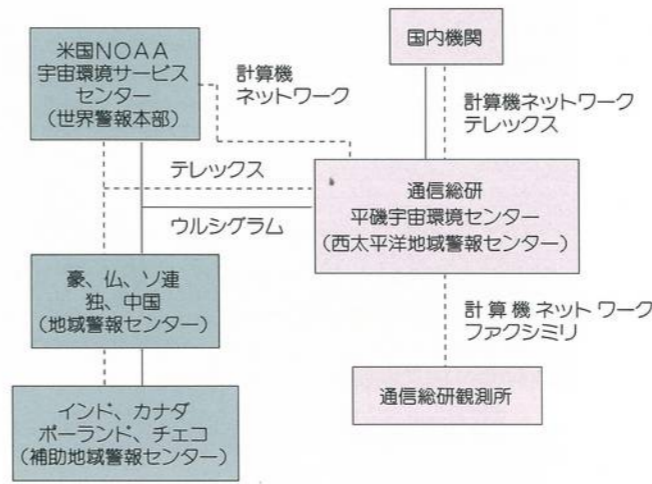 米国NOAA
宇宙環境サービス
センター
(世界警報本部)
計算機
ネットワーク
国内機関
計算機ネットワーク
テレックス
テレックス
ウルシグラム
通信総研
平磯宇宙環境センター
(西太平洋地域警報センター)
豪、仏、ソ連
独、中国
(地域警報センター)
計算機ネットワーク
ファクシミリ
インド、カナダ
ポーランド、チェコ
(補助地域警報センター)
通信総研観測所